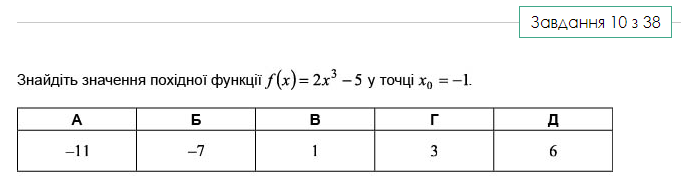 Завдання 10 з 38
Знайдіть значення похідної функції f(x) = 2x³ − 5 у точці x₀ = −1.
А Б В Г Д
−11 −7 1 3 6